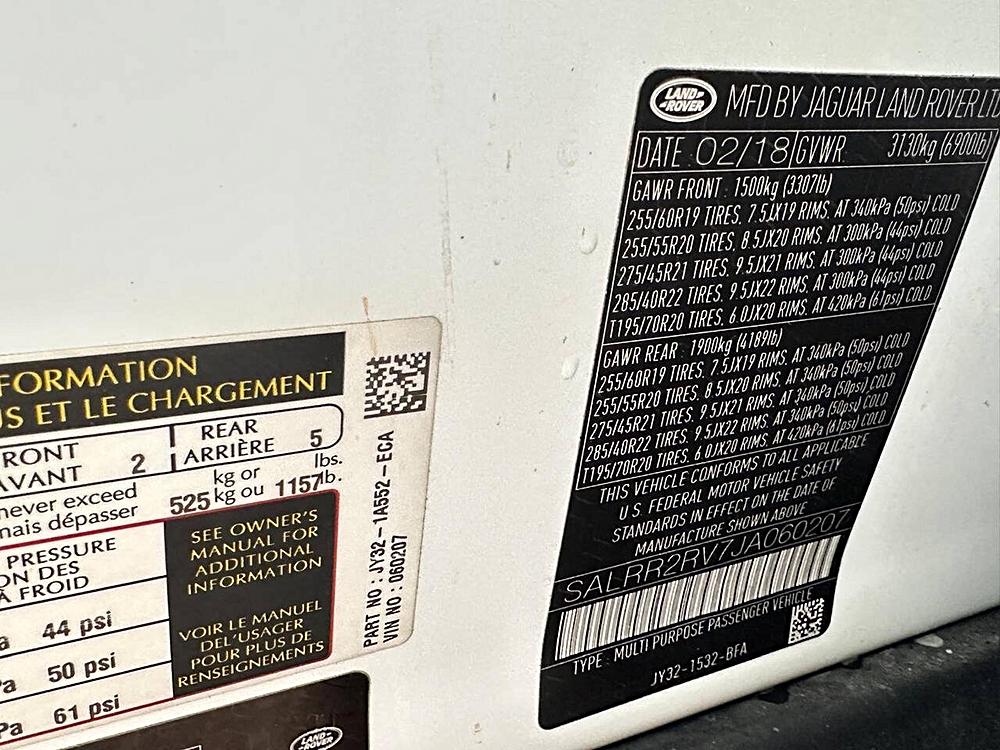 FORMATION
US ET LE CHARGEMENT
RONT
AVANT 2
REAR
ARRIÈRE 5
never exceed
mais dépasser
525 kg or
kg ou 1157 lbs.
lb.
PRESSURE
ON DES
À FROID
44 psi
Pa 50 psi
Pa 61 psi
SEE OWNER'S
MANUAL FOR
ADDITIONAL
INFORMATION
VOIR LE MANUEL
DEL'USAGER
POUR PLUS DE
RENSEIGNEMENTS
PART NO : JY32-1A552-ECA
VIN NO : 060207
LAND-
-ROVER
LAND-
-ROVER
MFD BY JAGUAR LAND ROVER LTD
DATE : 02/18 GVWR 3130kg (6900lb)
GAWR FRONT : 1500kg (3307lb)
255/60R19 TIRES, 7.5JX19 RIMS, AT 340kPa (50psi) COLD
255/55R20 TIRES, 8.5JX20 RIMS, AT 300kPa (44psi) COLD
275/45R21 TIRES, 9.5JX21 RIMS, AT 300kPa (44psi) COLD
285/40R22 TIRES, 9.5JX22 RIMS, AT 300kPa (44psi) COLD
T195/70R20 TIRES, 6.0JX20 RIMS, AT 420kPa (61psi) COLD
GAWR REAR : 1900kg (4189lb)
255/60R19 TIRES, 7.5JX19 RIMS, AT 340kPa (50psi) COLD
255/55R20 TIRES, 8.5JX20 RIMS, AT 340kPa (50psi) COLD
275/45R21 TIRES, 9.5JX21 RIMS, AT 340kPa (50psi) COLD
285/40R22 TIRES, 9.5JX22 RIMS, AT 340kPa (50psi) COLD
T195/70R20 TIRES, 6.0JX20 RIMS, AT 420kPa (61psi) COLD
THIS VEHICLE CONFORMS TO ALL APPLICABLE
U.S. FEDERAL MOTOR VEHICLE SAFETY
STANDARDS IN EFFECT ON THE DATE OF
MANUFACTURE SHOWN ABOVE
SALRR2RV7JA060207
TYPE : MULTI PURPOSE PASSENGER VEHICLE
JY32-1532-BFA